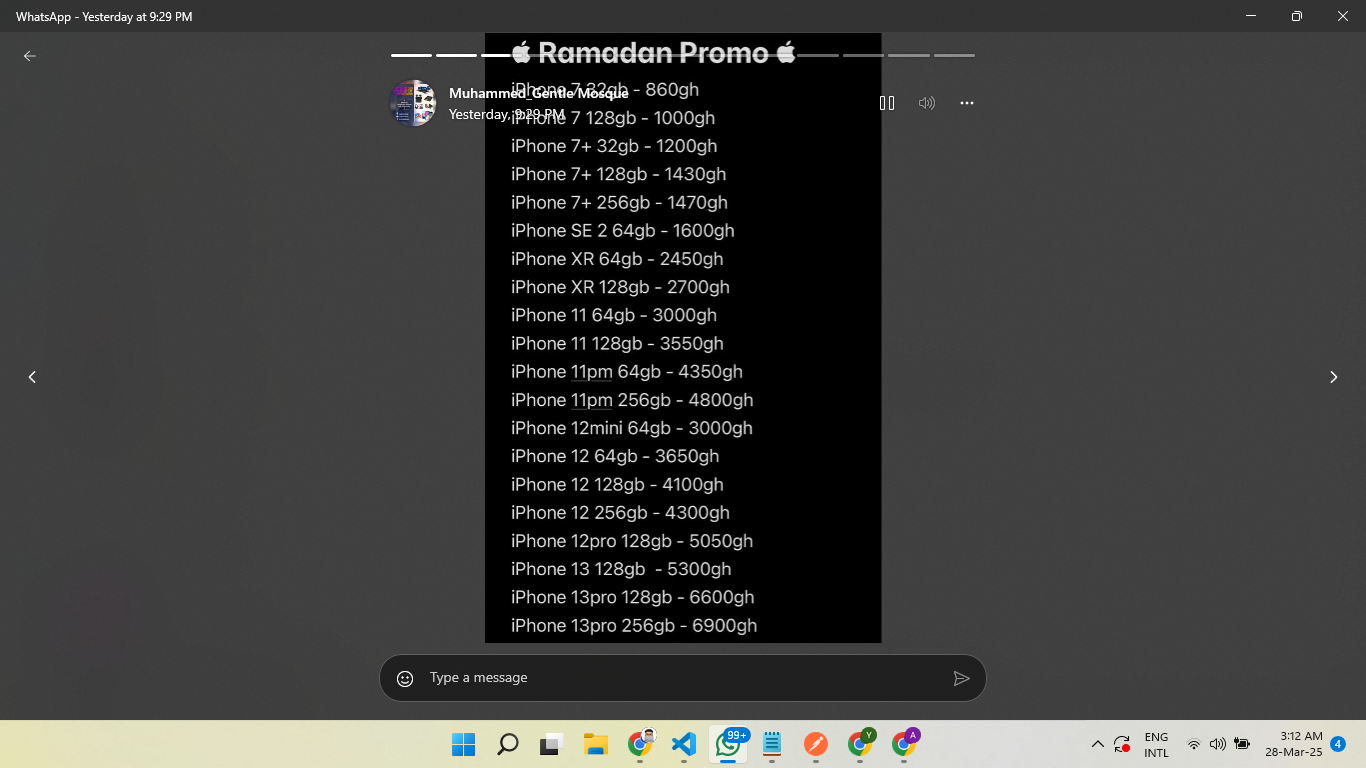 WhatsApp - Yesterday at 9:29 PM
Ramadan Promo
Muhammed_Gentle Mosque
Yesterday, 9:29 PM
iPhone 7 32gb - 860gh
iPhone 7 128gb - 1000gh
iPhone 7+ 32gb - 1200gh
iPhone 7+ 128gb - 1430gh
iPhone 7+ 256gb - 1470gh
iPhone SE 2 64gb - 1600gh
iPhone XR 64gb - 2450gh
iPhone XR 128gb - 2700gh
iPhone 11 64gb - 3000gh
iPhone 11 128gb - 3550gh
iPhone 11pm 64gb - 4350gh
iPhone 11pm 256gb - 4800gh
iPhone 12mini 64gb - 3000gh
iPhone 12 64gb - 3650gh
iPhone 12 128gb - 4100gh
iPhone 12 256gb - 4300gh
iPhone 12pro 128gb - 5050gh
iPhone 13 128gb  - 5300gh
iPhone 13pro 128gb - 6600gh
iPhone 13pro 256gb - 6900gh
Type a message
99+
Y
A
ENG
INTL
3:12 AM
28-Mar-25
4